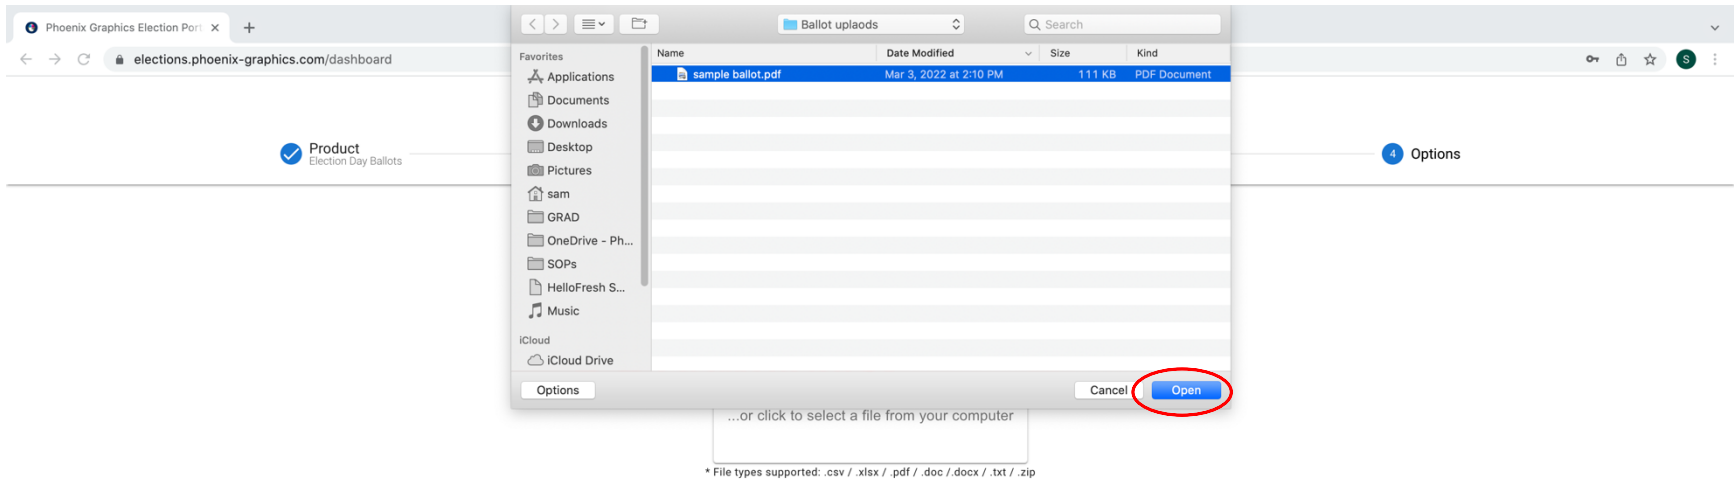 Phoenix Graphics Election Port
elections.phoenix-graphics.com/dashboard
S
Ballot uplaods
Search
Favorites
Applications
Documents
Downloads
Desktop
Pictures
sam
GRAD
OneDrive - Ph...
SOPs
HelloFresh S...
Music
iCloud
iCloud Drive
Name Date Modified Size Kind
sample ballot.pdf Mar 3, 2022 at 2:10 PM 111 KB PDF Document
Product
Election Day Ballots
4 Options
Options Cancel Open
...or click to select a file from your computer
* File types supported: .csv / .xlsx / .pdf / .doc /.docx / .txt / .zip